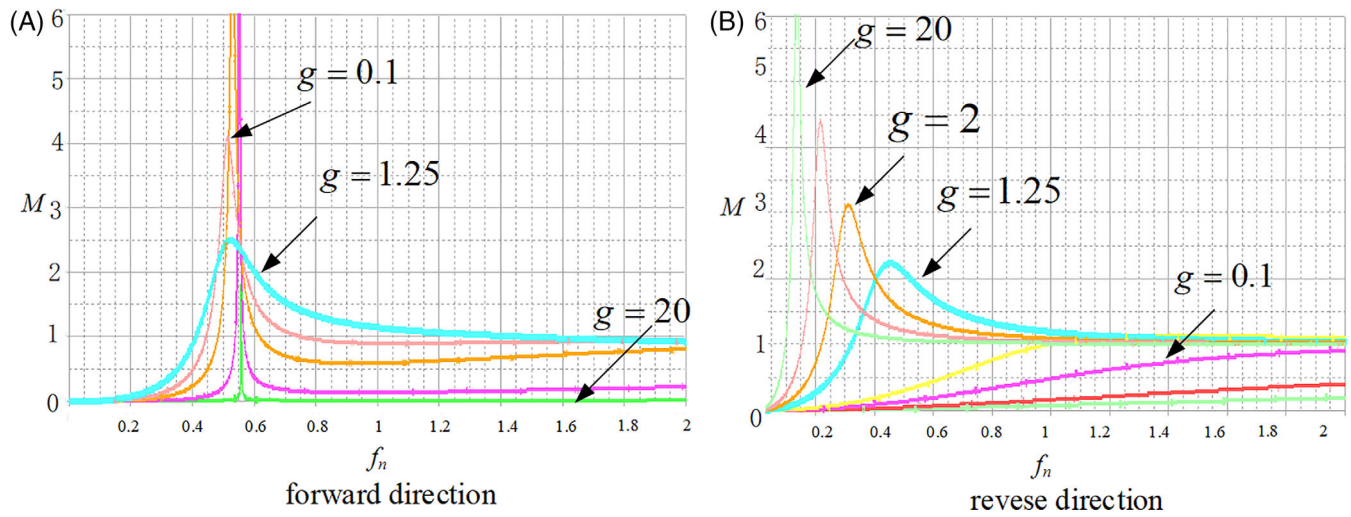 (A)
6
5
4
3
2
1
0
M
g = 0.1
g = 1.25
g = 20
0.2 0.4 0.6 0.8 1 1.2 1.4 1.6 1.8 2
fn
forward direction
(B)
6
5
4
3
2
1
0
M
g = 20
g = 2
g = 1.25
g = 0.1
0.2 0.4 0.6 0.8 1 1.2 1.4 1.6 1.8 2
fn
revese direction